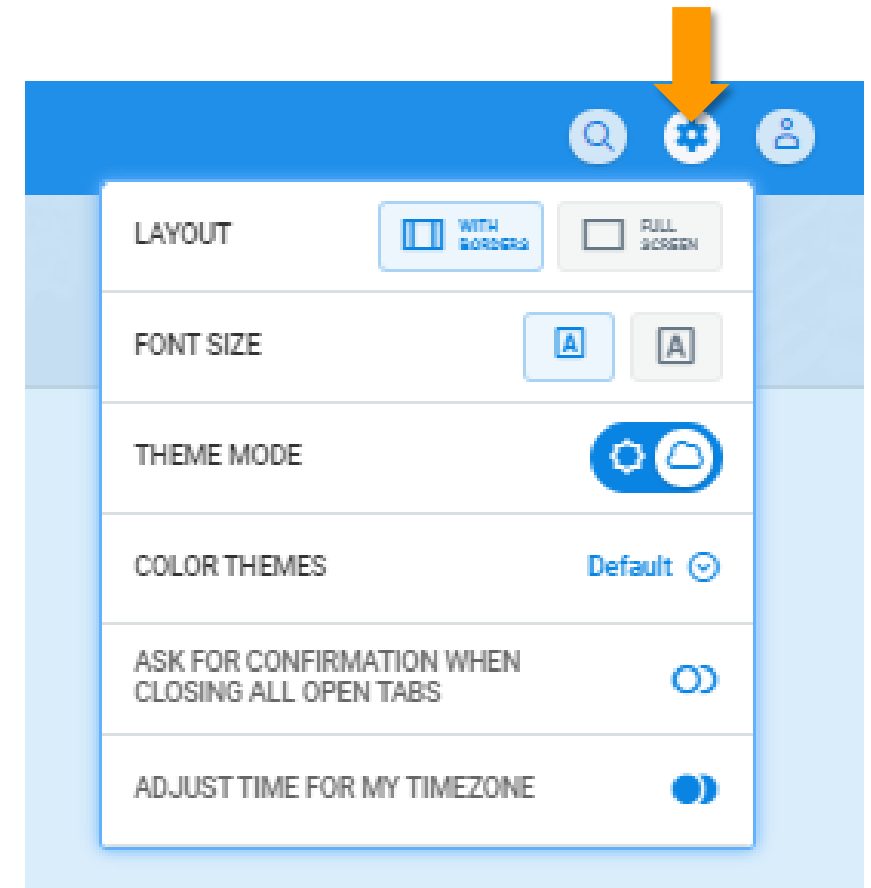 LAYOUT
WITH
BORDERS
FULL
SCREEN
FONT SIZE
A
A
THEME MODE
COLOR THEMES
Default
ASK FOR CONFIRMATION WHEN
CLOSING ALL OPEN TABS
ADJUST TIME FOR MY TIMEZONE